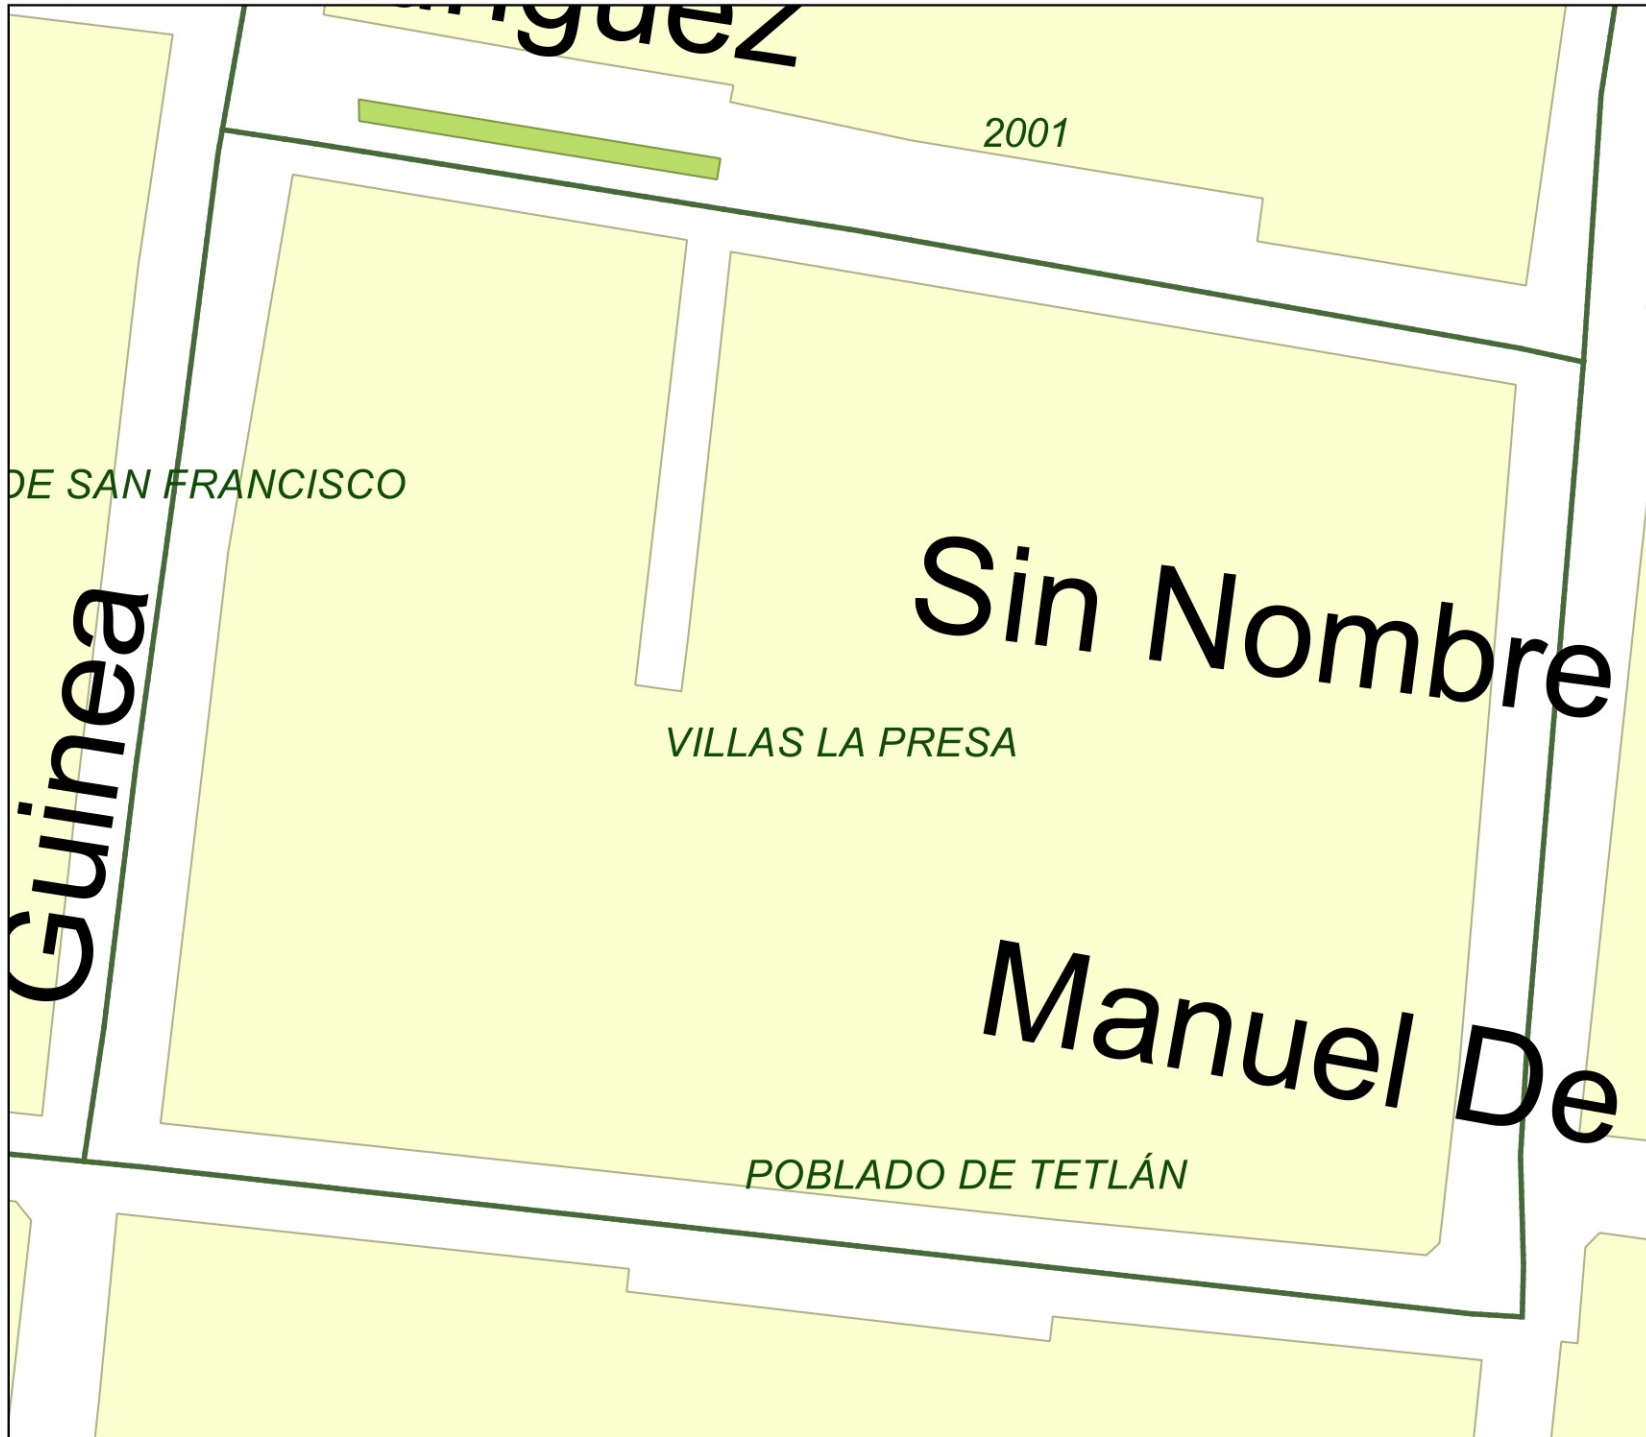 2001
DE SAN FRANCISCO
Sin Nombre
Guinea
VILLAS LA PRESA
Manuel De
POBLADO DE TETLÁN